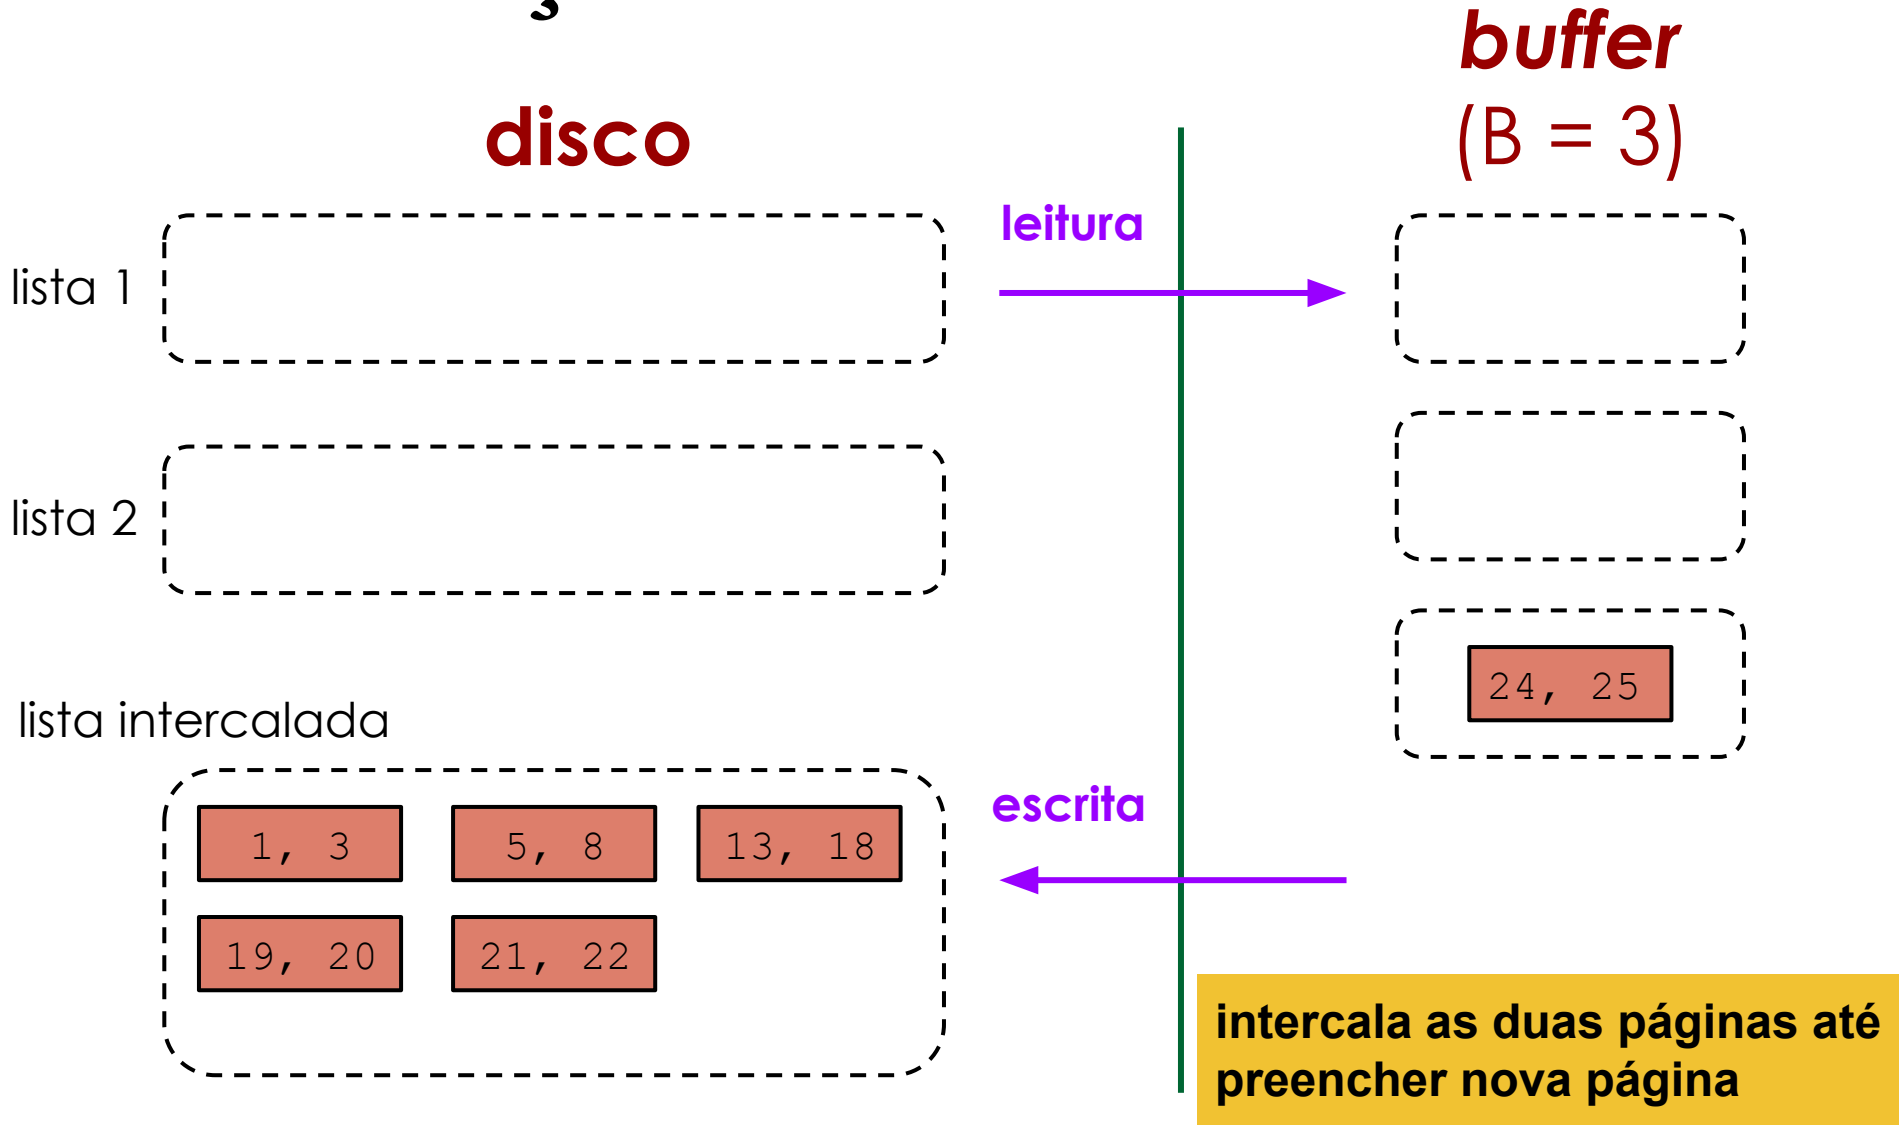 buffer
(B = 3)
disco
leitura
lista 1
lista 2
24, 25
lista intercalada
escrita
1, 3
5, 8
13, 18
19, 20
21, 22
intercala as duas páginas até
preencher nova página